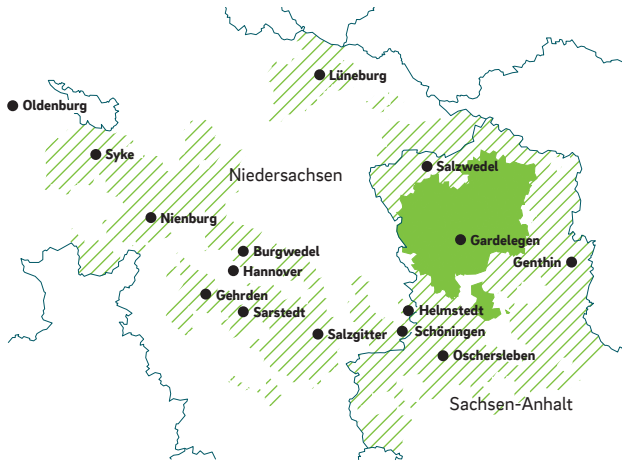 Lüneburg
Oldenburg
Syke
Salzwedel
Niedersachsen
Nienburg
Gardelegen
Burgwedel
Genthin
Hannover
Gehrden
Helmstedt
Sarstedt
Schöningen
Salzgitter
Oschersleben
Sachsen-Anhalt